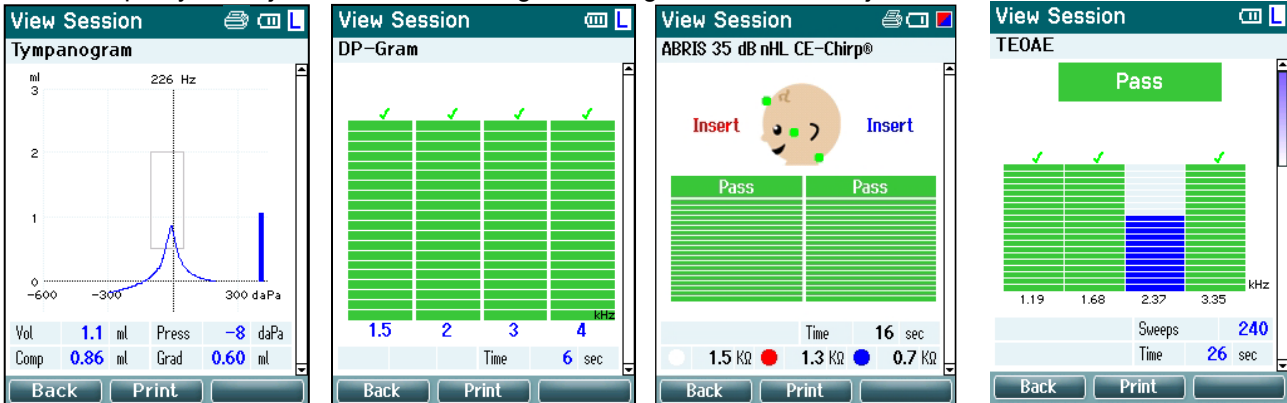 View Session L
Tympanogram
ml
226 Hz
3
2
1
0
-600 -300 300 daPa
Vol 1.1 ml Press -8 daPa
Comp 0.86 ml Grad 0.60 ml
Back Print
View Session L
DP-Gram
kHz
1.5 2 3 4
Time 6 sec
Back Print
View Session
ABRIS 35 dB nHL CE-Chirp®
Insert Insert
Pass Pass
Time 16 sec
1.5 KΩ 1.3 KΩ 0.7 KΩ
Back Print
View Session L
TEOAE
Pass
kHz
1.19 1.68 2.37 3.35
Sweeps 240
Time 26 sec
Back Print